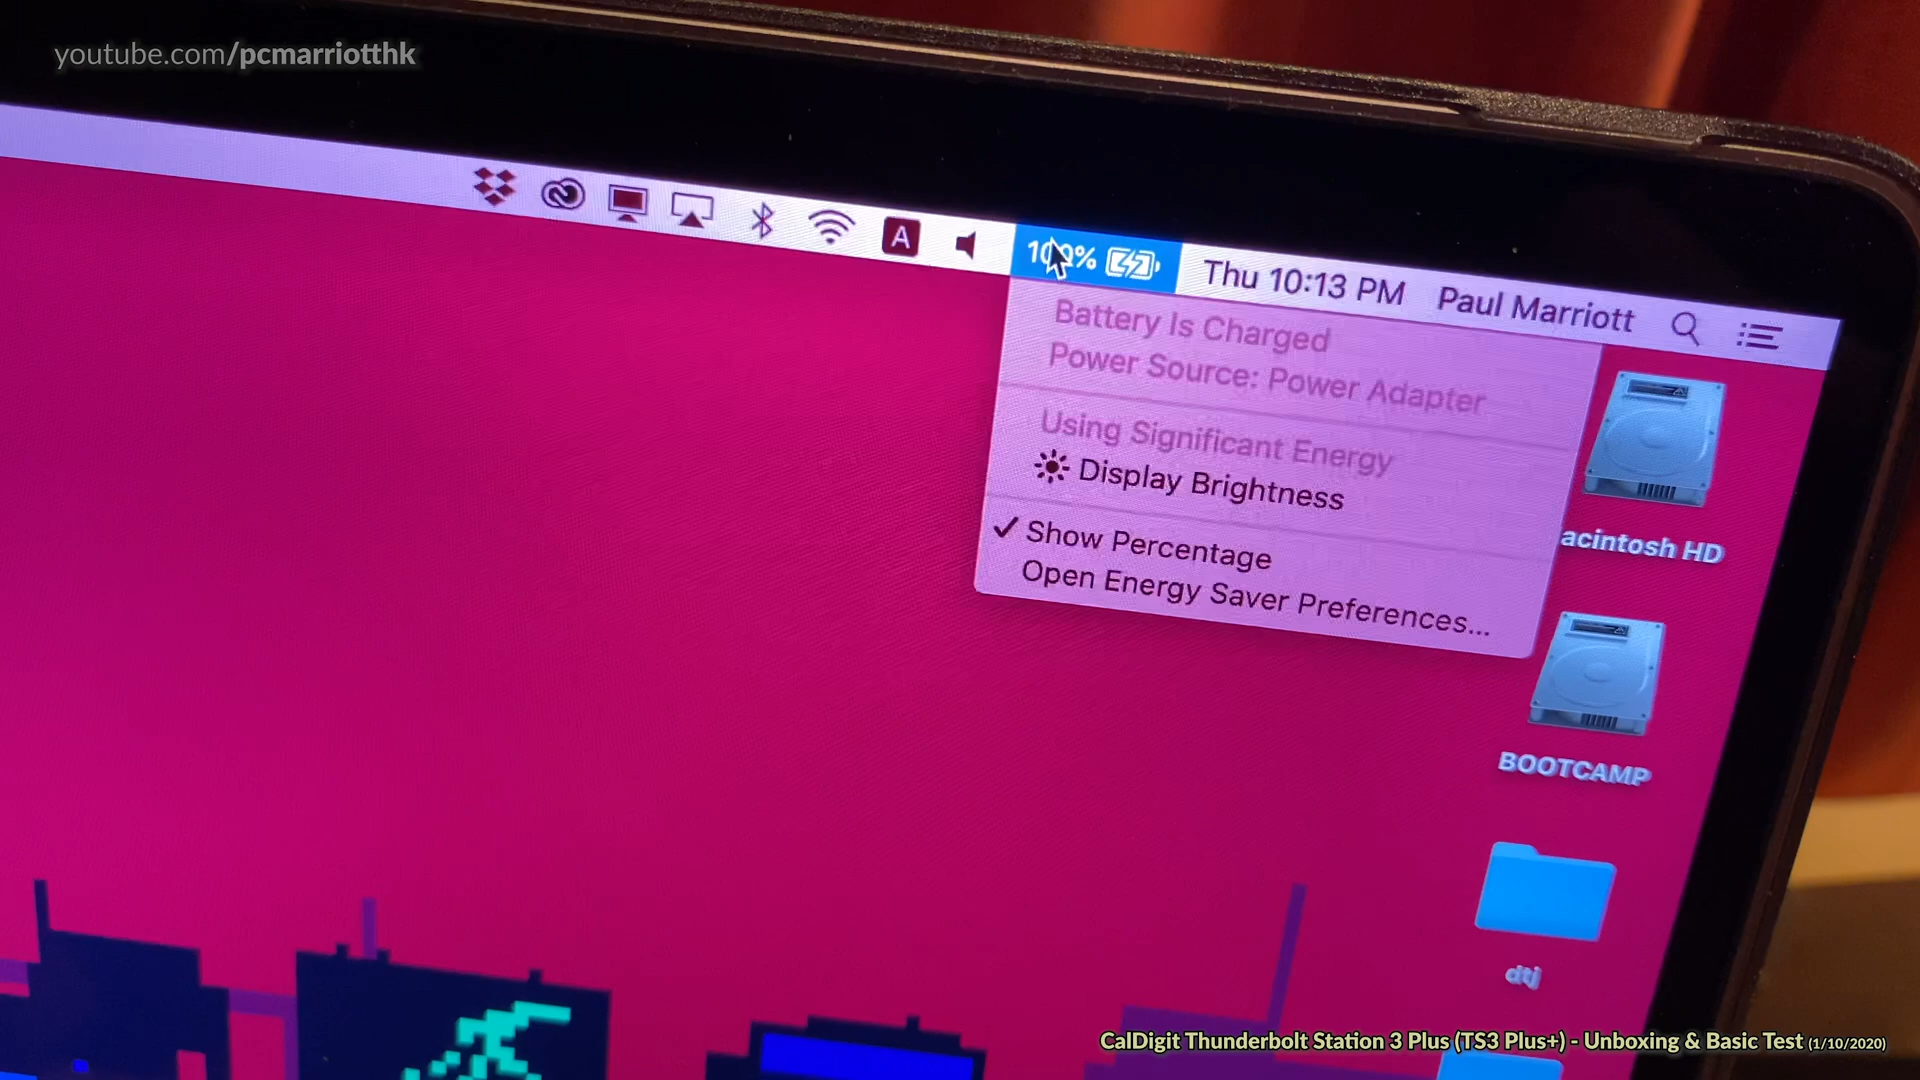 youtube.com/pcmarriotthk
A
100%
Thu 10:13 PM
Paul Marriott
Battery Is Charged
Power Source: Power Adapter
Using Significant Energy
Display Brightness
Show Percentage
Open Energy Saver Preferences...
acintosh HD
BOOTCAMP
dtj
CalDigit Thunderbolt Station 3 Plus (TS3 Plus+) - Unboxing & Basic Test (1/10/2020)